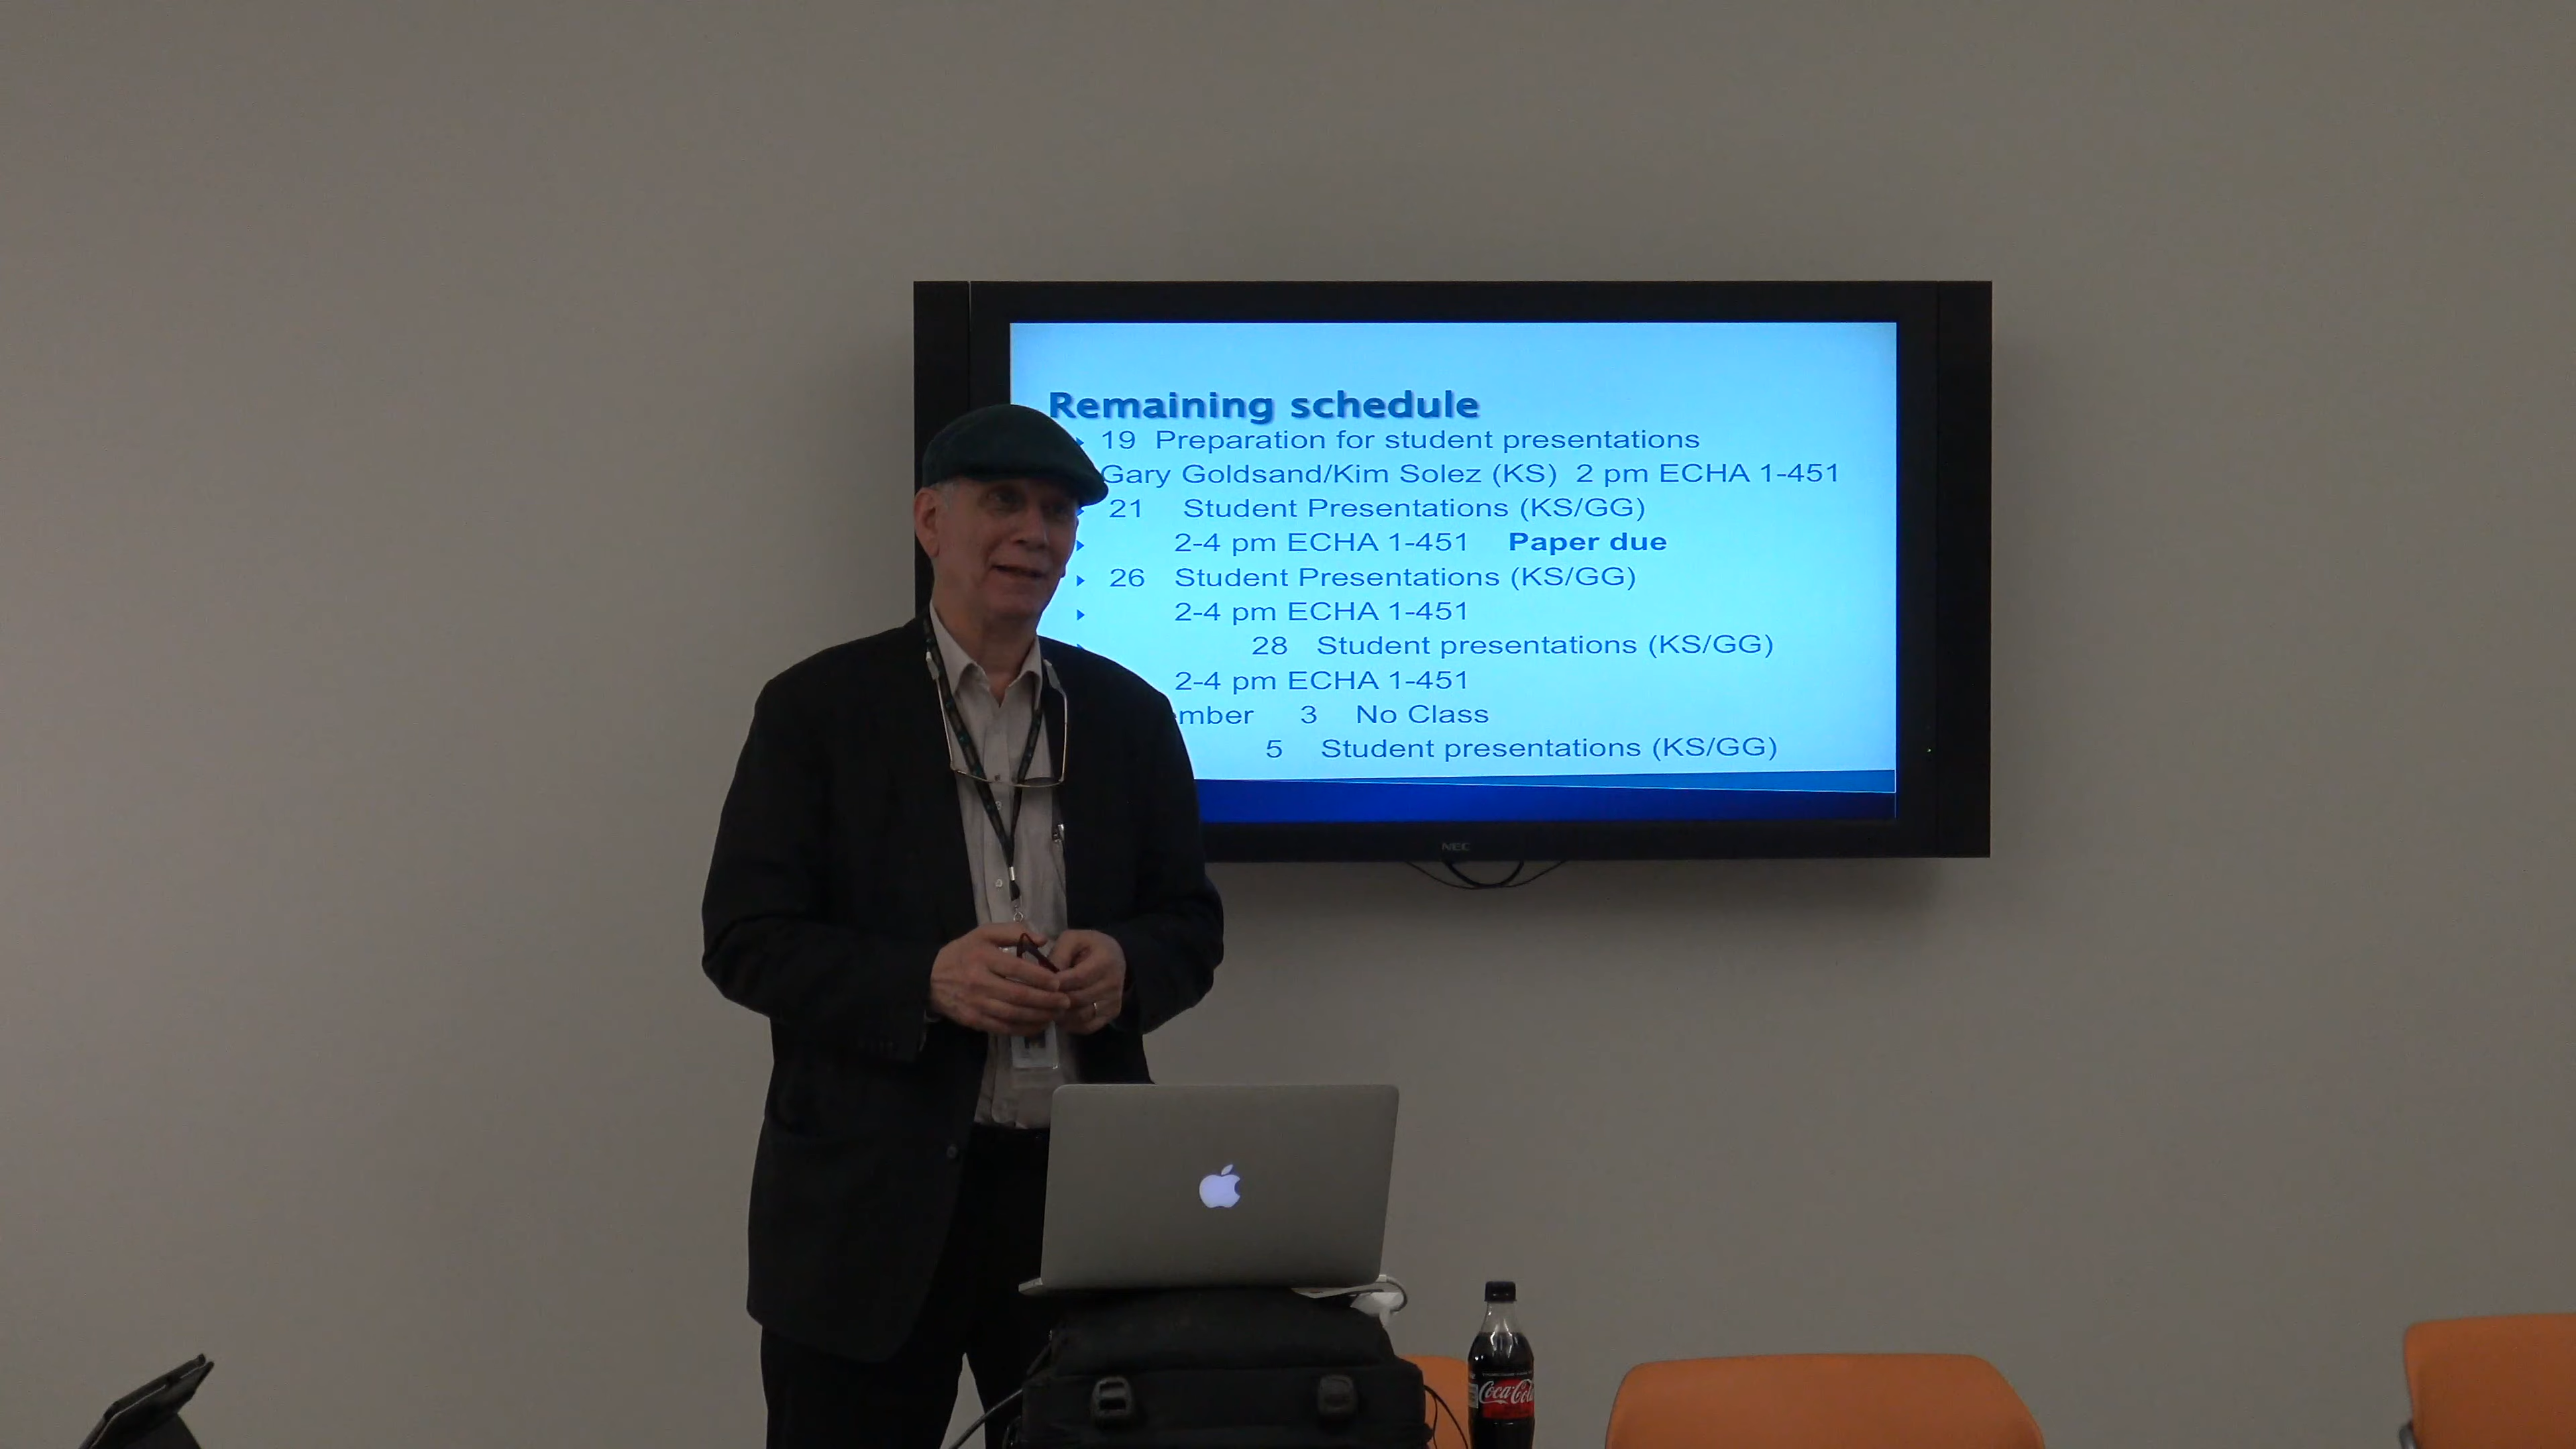 Remaining schedule
19 Preparation for student presentations
Gary Goldsand/Kim Solez (KS) 2 pm ECHA 1-451
21 Student Presentations (KS/GG)
2-4 pm ECHA 1-451 Paper due
26 Student Presentations (KS/GG)
2-4 pm ECHA 1-451
28 Student presentations (KS/GG)
2-4 pm ECHA 1-451
mber 3 No Class
5 Student presentations (KS/GG)
NEC
Coca-Cola